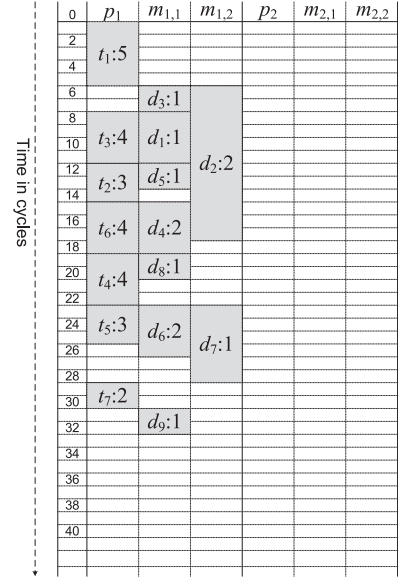 0 p1 m1,1 m1,2 p2 m2,1 m2,2
2
t1:5
4
6 d3:1
8
t3:4 d1:1
10
d2:2
12 t2:3 d5:1
14
16
t6:4 d4:2
18
20 d8:1
t4:4
22
24 t5:3
d6:2 d7:1
26
28
30 t7:2
32 d9:1
34
36
38
40
Time in cycles